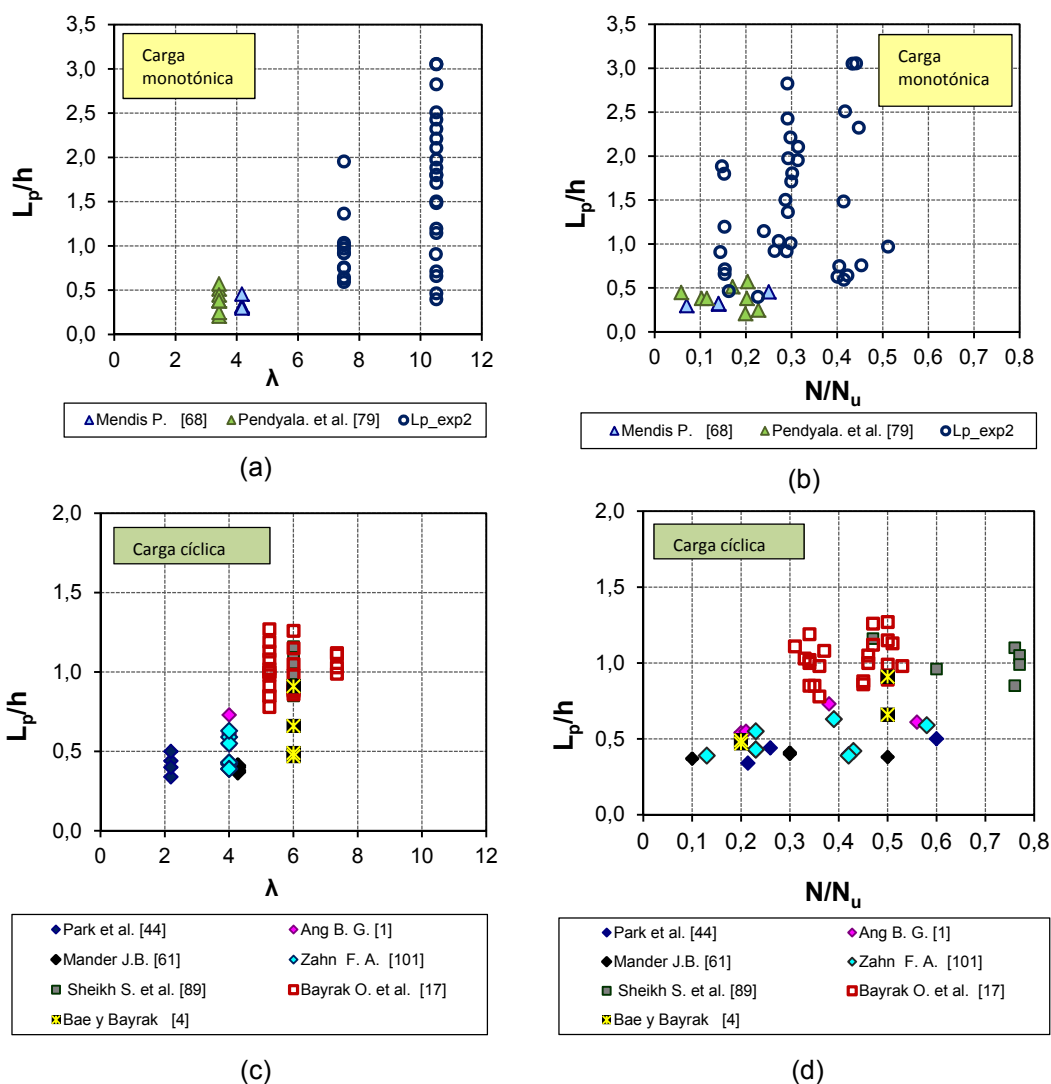 3,5
3,0
2,5
2,0
1,5
1,0
0,5
0,0
Lp/h
Carga
monotónica
0 2 4 6 8 10 12
λ
Mendis P. [68] Pendyala. et al. [79] Lp_exp2
(a)
3,5
3,0
2,5
2,0
1,5
1,0
0,5
0,0
Lp/h
Carga
monotónica
0 0,1 0,2 0,3 0,4 0,5 0,6 0,7 0,8
N/Nu
Mendis P. [68] Pendyala. et al. [79] Lp_exp2
(b)
2,0
1,5
1,0
0,5
0,0
Lp/h
Carga cíclica
0 2 4 6 8 10 12
λ
Park et al. [44] Ang B. G. [1]
Mander J.B. [61] Zahn F. A. [101]
Sheikh S. et al. [89] Bayrak O. et al. [17]
Bae y Bayrak [4]
(c)
2,0
1,5
1,0
0,5
0,0
Lp/h
Carga cíclica
0 0,1 0,2 0,3 0,4 0,5 0,6 0,7 0,8
N/Nu
Park et al. [44] Ang B. G. [1]
Mander J.B. [61] Zahn F. A. [101]
Sheikh S. et al. [89] Bayrak O. et al. [17]
Bae y Bayrak [4]
(d)